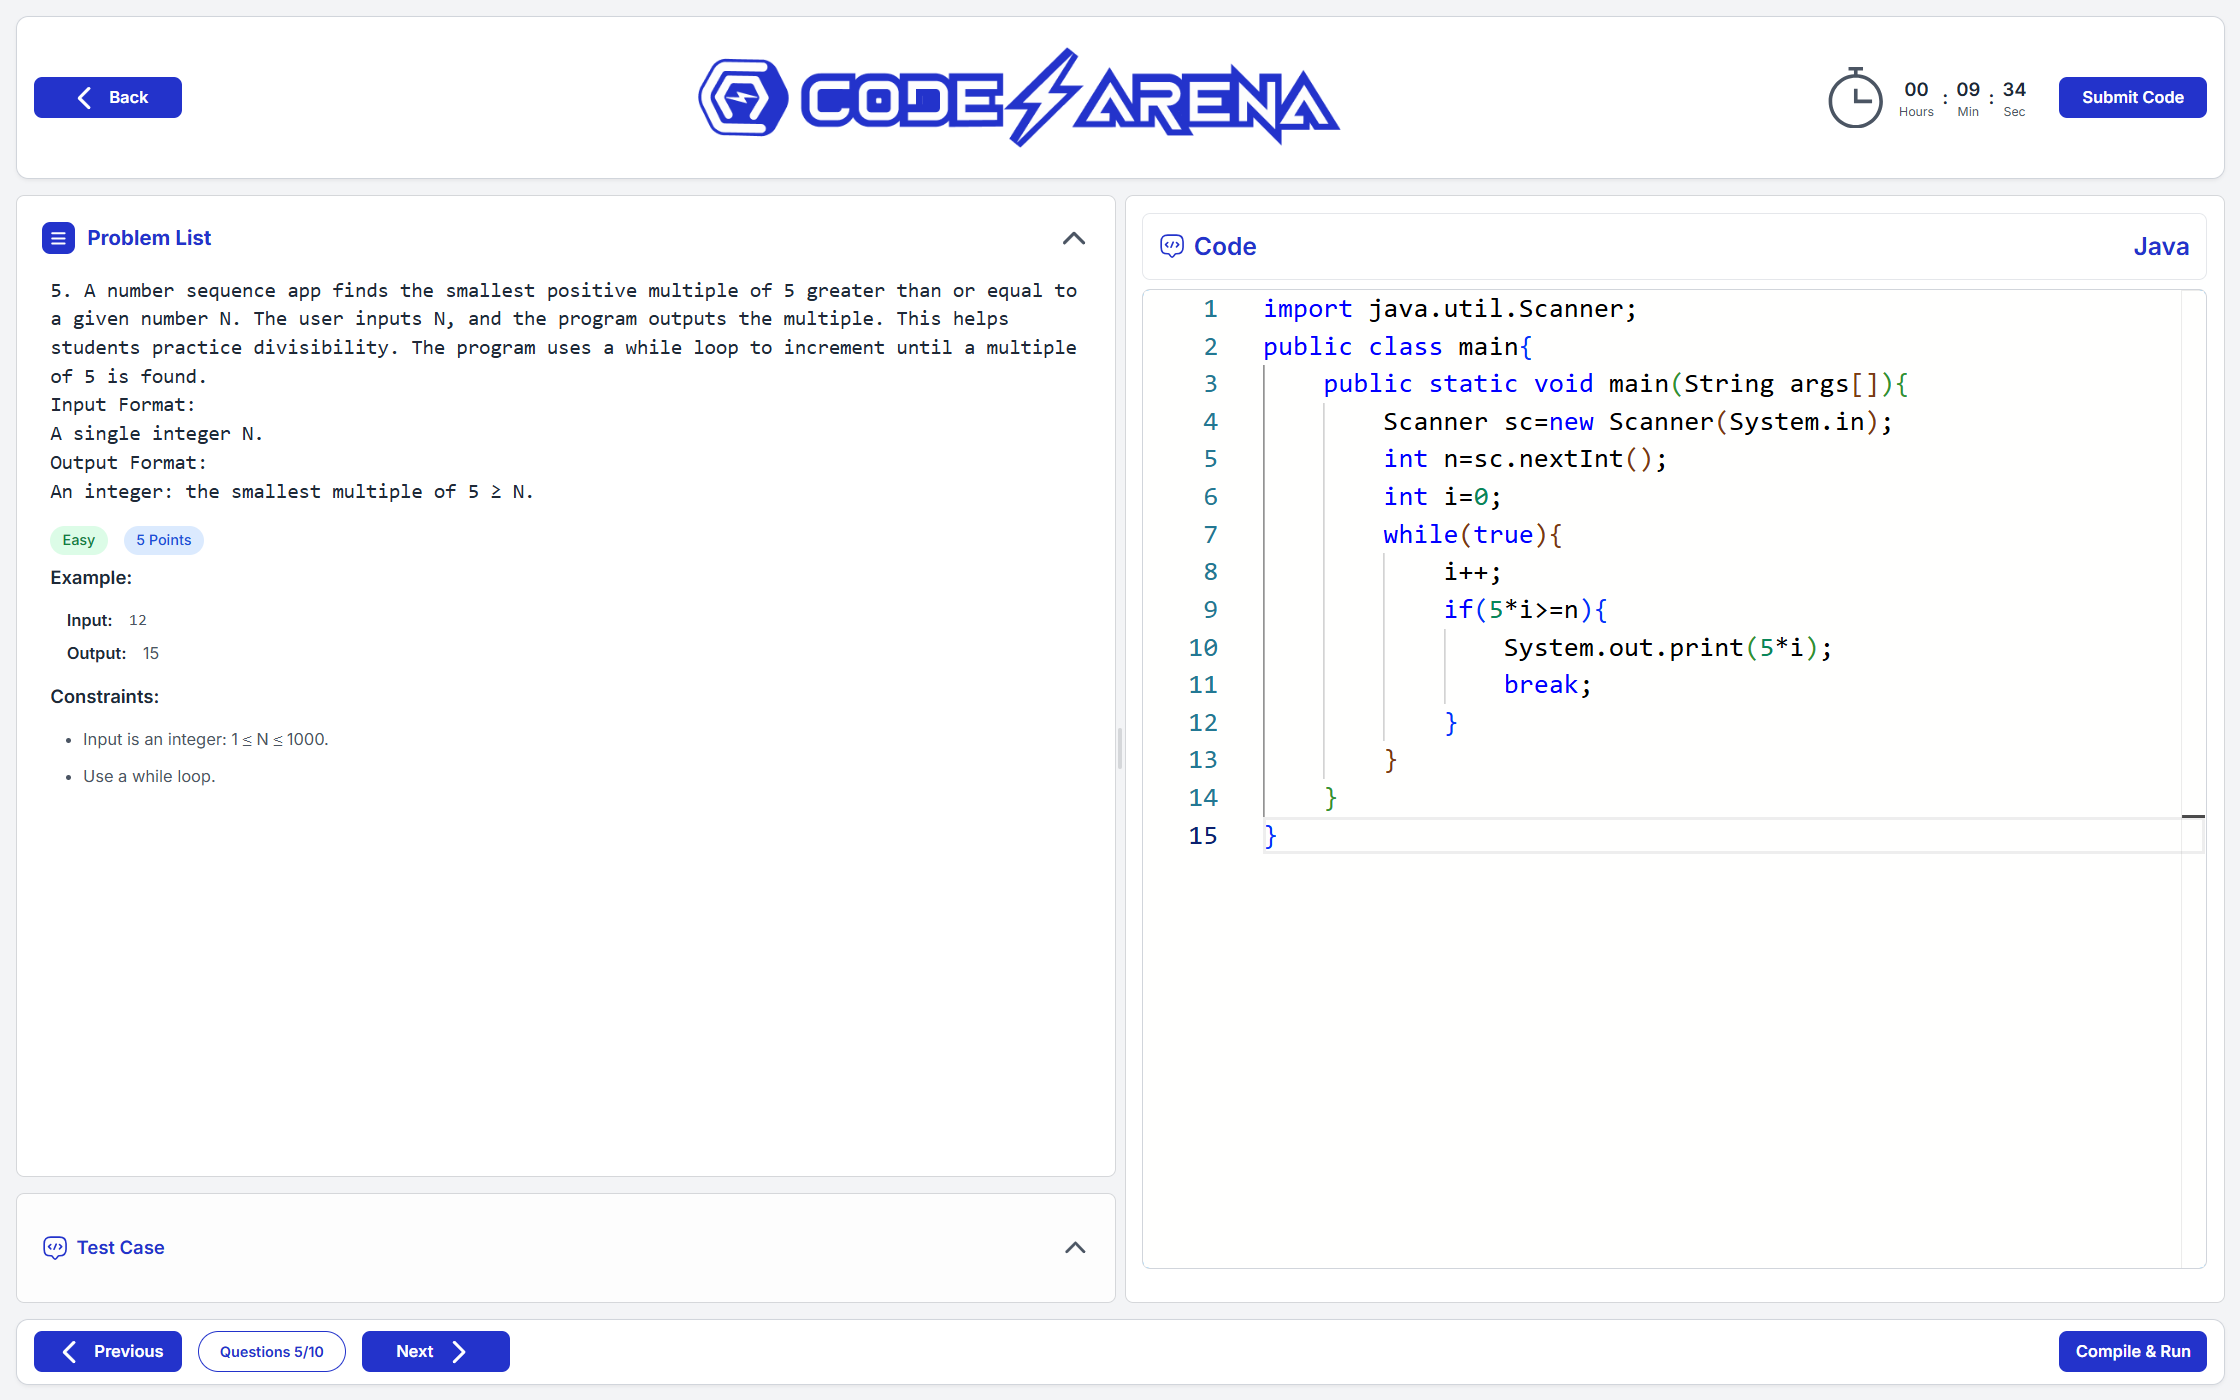 Back
CODE ARENA
00 : 09 : 34
Hours Min Sec
Submit Code
Problem List
5. A number sequence app finds the smallest positive multiple of 5 greater than or equal to
a given number N. The user inputs N, and the program outputs the multiple. This helps
students practice divisibility. The program uses a while loop to increment until a multiple
of 5 is found.
Input Format:
A single integer N.
Output Format:
An integer: the smallest multiple of 5 ≥ N.
Easy 5 Points
Example:
Input: 12
Output: 15
Constraints:
• Input is an integer: 1 ≤ N ≤ 1000.
• Use a while loop.
Test Case
Code
Java
1 import java.util.Scanner;
2 public class main{
3 public static void main(String args[]){
4 Scanner sc=new Scanner(System.in);
5 int n=sc.nextInt();
6 int i=0;
7 while(true){
8 i++;
9 if(5*i>=n){
10 System.out.print(5*i);
11 break;
12 }
13 }
14 }
15 }
Previous
Questions 5/10
Next
Compile & Run